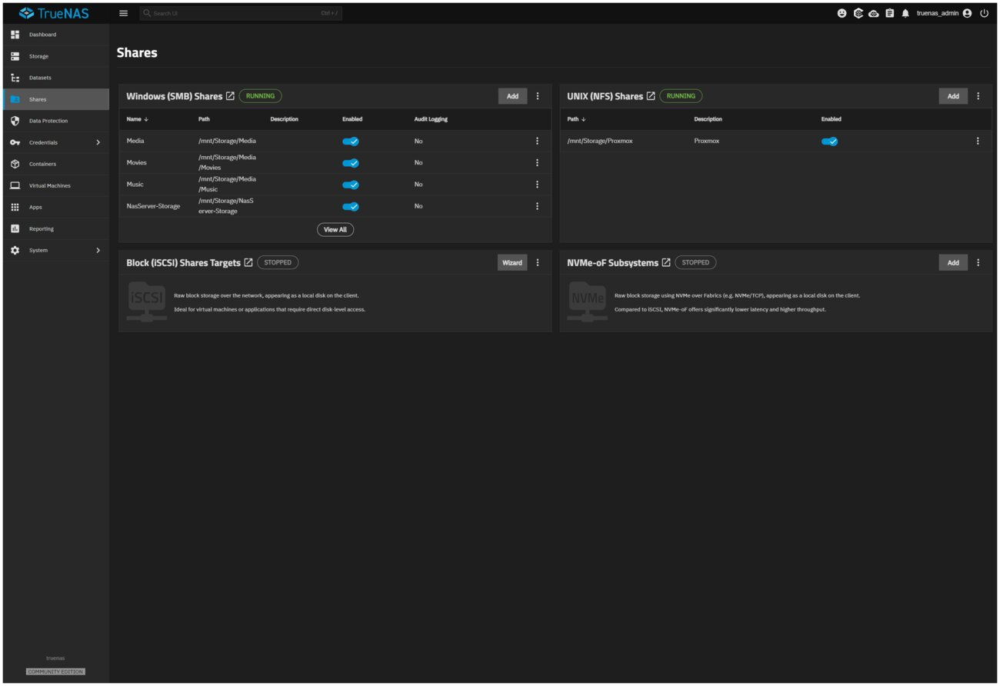 TrueNAS
Search UI
Ctrl + /
truenas_admin
Dashboard
Storage
Datasets
Shares
Data Protection
Credentials
Containers
Virtual Machines
Apps
Reporting
System
truenas
COMMUNITY EDITION
Shares
Windows (SMB) Shares RUNNING Add
Name Path Description Enabled Audit Logging
Media /mnt/Storage/Media No
Movies /mnt/Storage/Media
/Movies No
Music /mnt/Storage/Media
/Music No
NasServer-Storage /mnt/Storage/NasS
erver-Storage No
View All
UNIX (NFS) Shares RUNNING Add
Path Description Enabled
/mnt/Storage/Proxmox Proxmox
Block (iSCSI) Shares Targets STOPPED Wizard
iSCSI
Raw block storage over the network, appearing as a local disk on the client.
Ideal for virtual machines or applications that require direct disk-level access.
NVMe-oF Subsystems STOPPED Add
NVMe
Raw block storage using NVMe over Fabrics (e.g. NVMe/TCP), appearing as a local disk on the client.
Compared to iSCSI, NVMe-oF offers significantly lower latency and higher throughput.